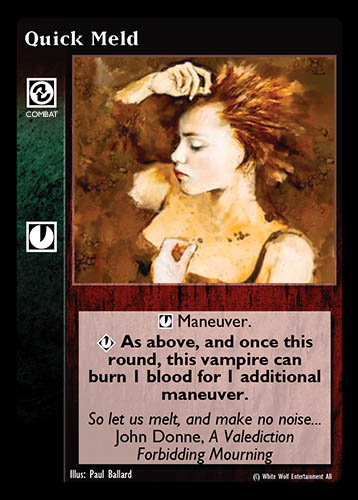 Quick Meld
COMBAT
Maneuver.
As above, and once this
round, this vampire can
burn 1 blood for 1 additional
maneuver.
So let us melt, and make no noise...
John Donne, A Valediction
Forbidding Mourning
Illus: Paul Ballard
(C) White Wolf Entertainment AB